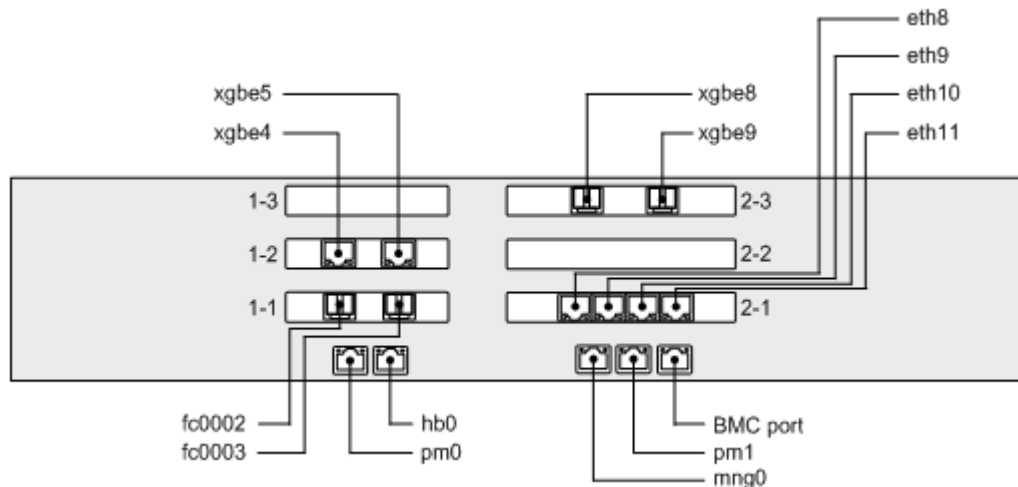 eth8
eth9
xgbe5
xgbe8
eth10
xgbe4
xgbe9
eth11
1-3
2-3
1-2
2-2
1-1
2-1
fc0002
hb0
BMC port
fc0003
pm0
pm1
mng0